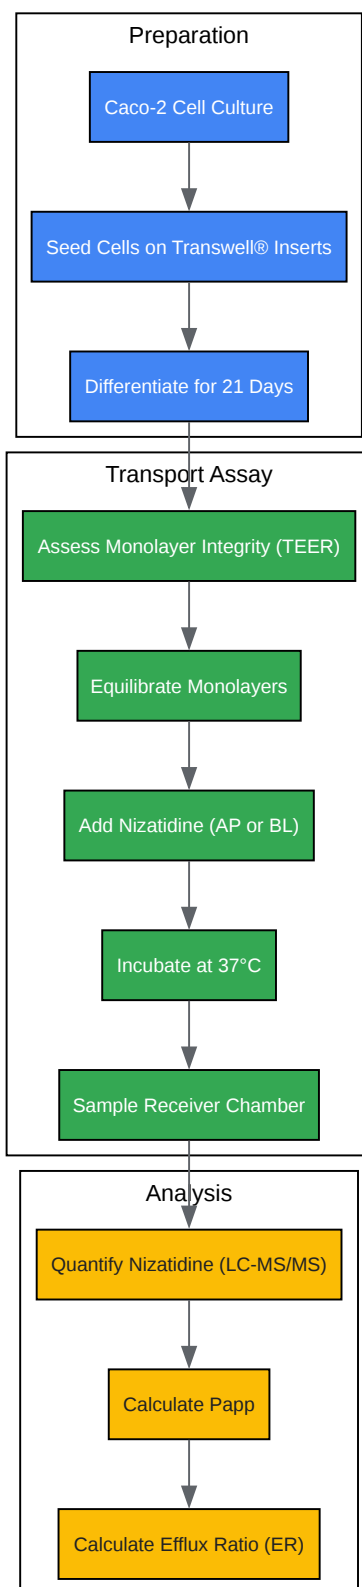 Preparation
Caco-2 Cell Culture
Seed Cells on Transwell® Inserts
Differentiate for 21 Days
Transport Assay
Assess Monolayer Integrity (TEER)
Equilibrate Monolayers
Add Nizatidine (AP or BL)
Incubate at 37°C
Sample Receiver Chamber
Analysis
Quantify Nizatidine (LC-MS/MS)
Calculate Papp
Calculate Efflux Ratio (ER)